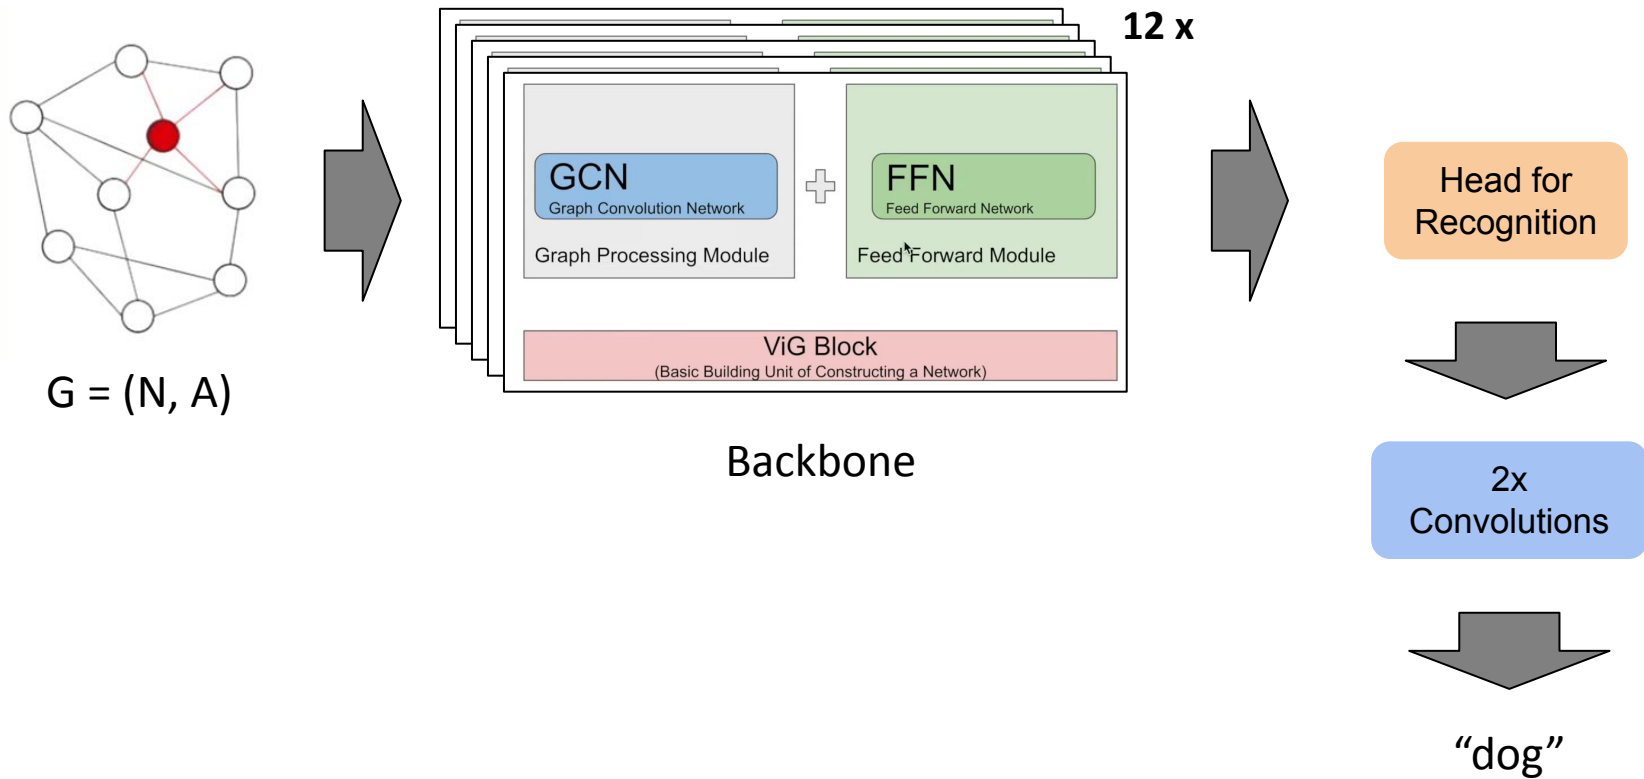 12 x
GCN
Graph Convolution Network
Graph Processing Module
FFN
Feed Forward Network
Feed Forward Module
ViG Block
(Basic Building Unit of Constructing a Network)
G = (N, A)
Backbone
Head for
Recognition
2x
Convolutions
“dog”